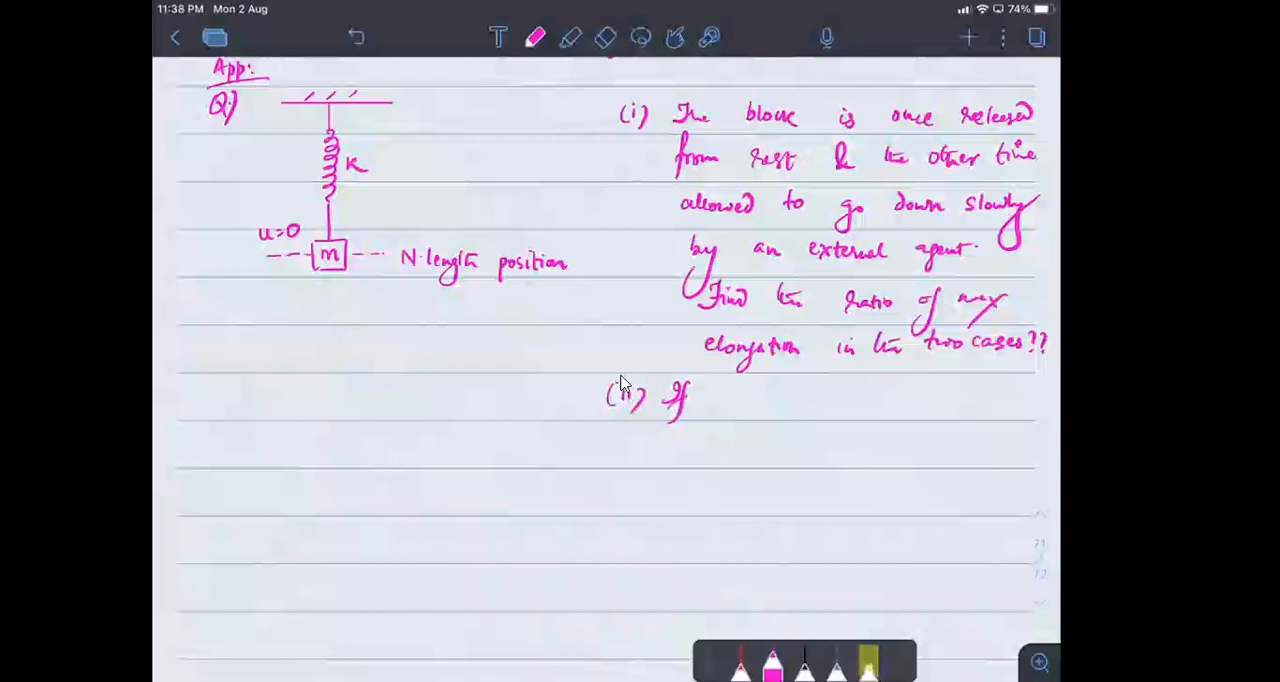 11:38 PM Mon 2 Aug
74%
App:
Q.)
K
u=0
m
N.length position
(i) The block is once released
from rest & the other time
allowed to go down slowly
by an external agent.
Find the ratio of max
elongation in the two cases??
(ii) If
71
72